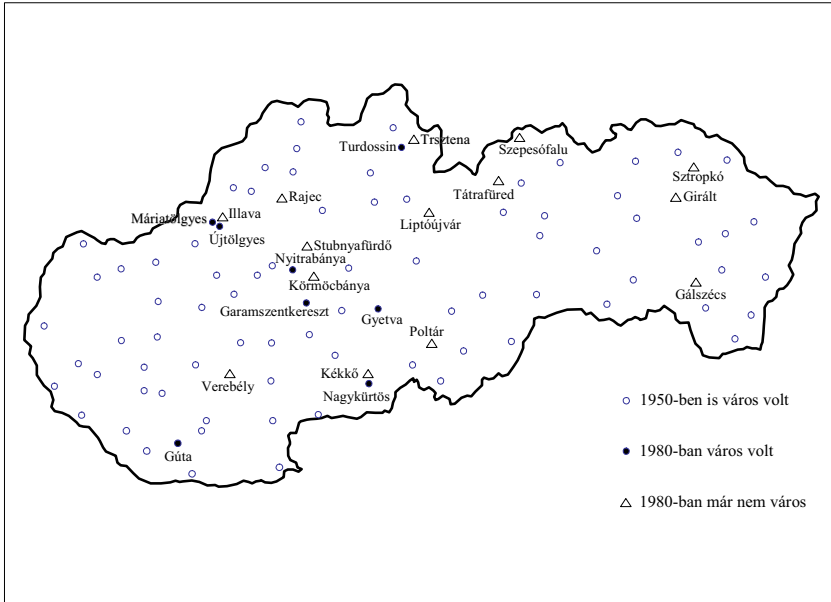 Trsztena
Turdossin
Szepesófalu
Sztropkó
Tátrafüred
Rajec
Girált
Máriatölgyes
Illava
Liptóújvár
Újtölgyes
Stubnyafürdő
Nyitrabánya
Körmöcbánya
Gálszécs
Garamszentkereszt
Gyetva
Poltár
Verebély
Kékkő
Nagykürtös
Gúta
1950-ben is város volt
1980-ban város volt
1980-ban már nem város